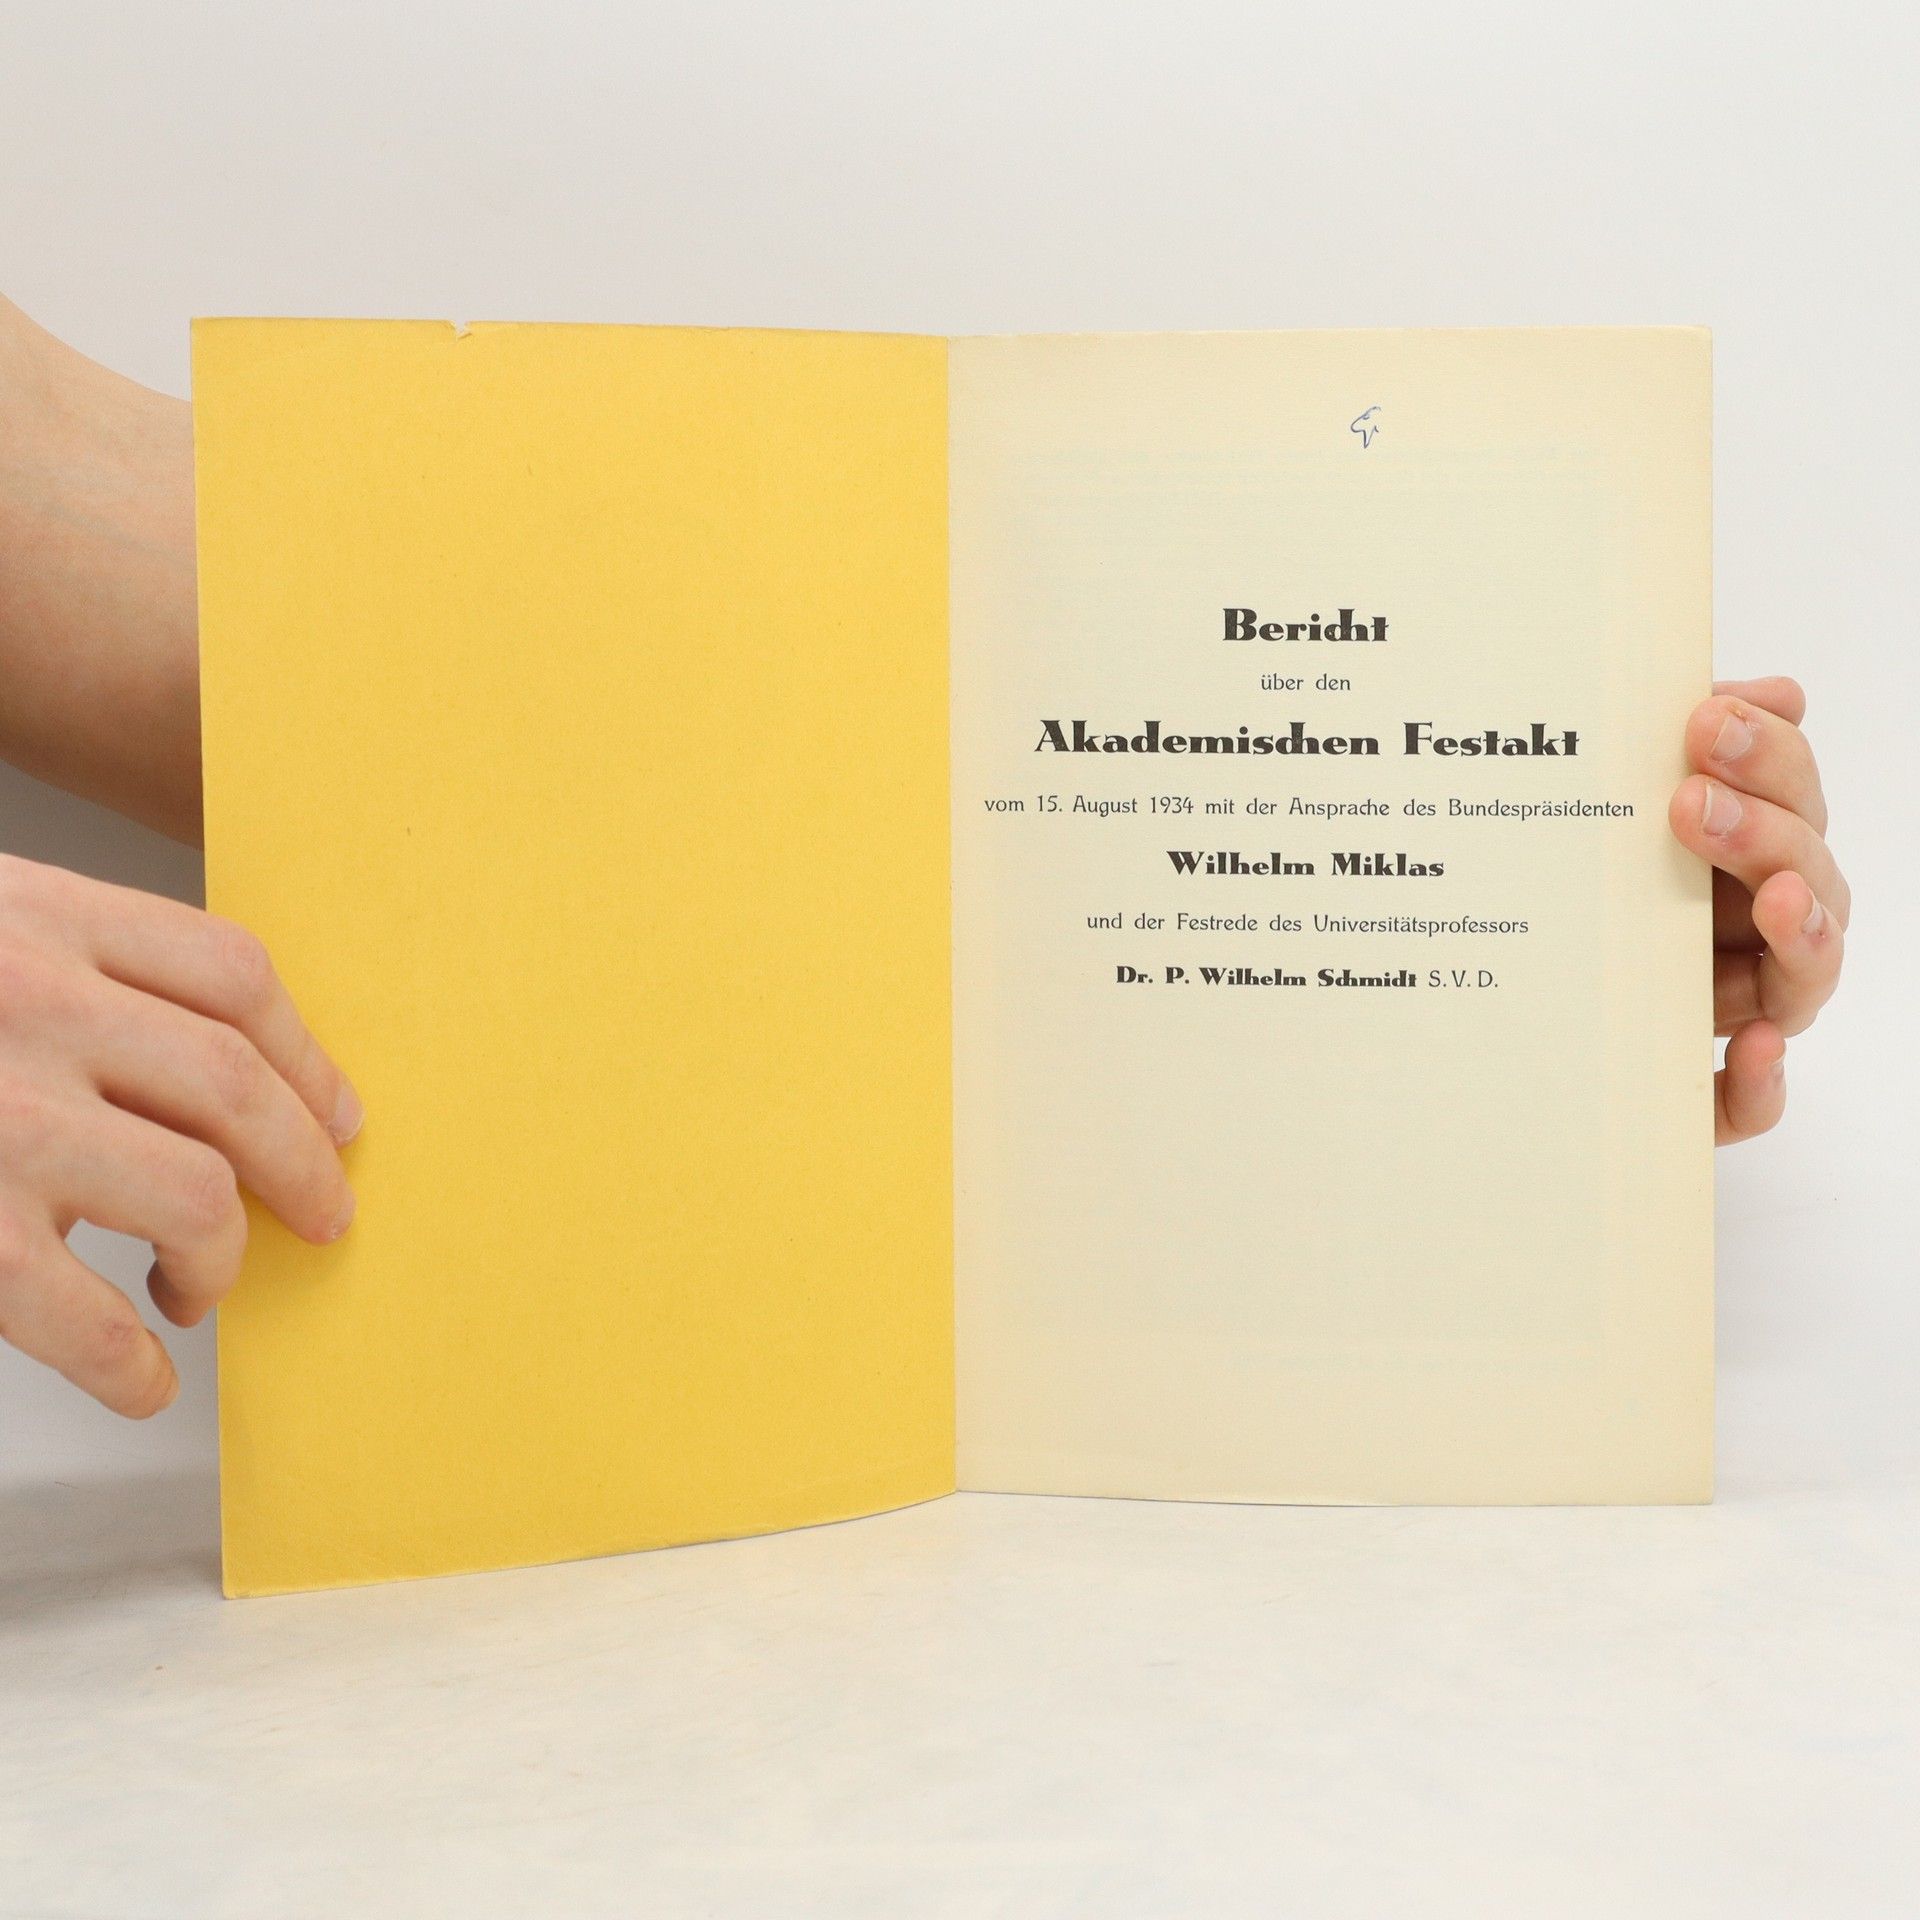 Bericht
über den
Akademischen Festakt
vom 15. August 1934 mit der Ansprache des Bundespräsidenten
Wilhelm Miklas
und der Festrede des Universitätsprofessors
Dr. P. Wilhelm Schmidt S. V. D.